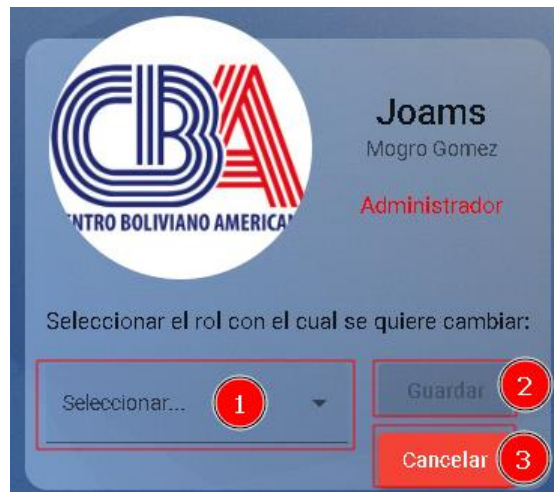 CBA
NTRO BOLIVIANO AMERICA
Joams
Mogro Gomez
Administrador
Seleccionar el rol con el cual se quiere cambiar:
Seleccionar... 1
Guardar 2
Cancelar 3